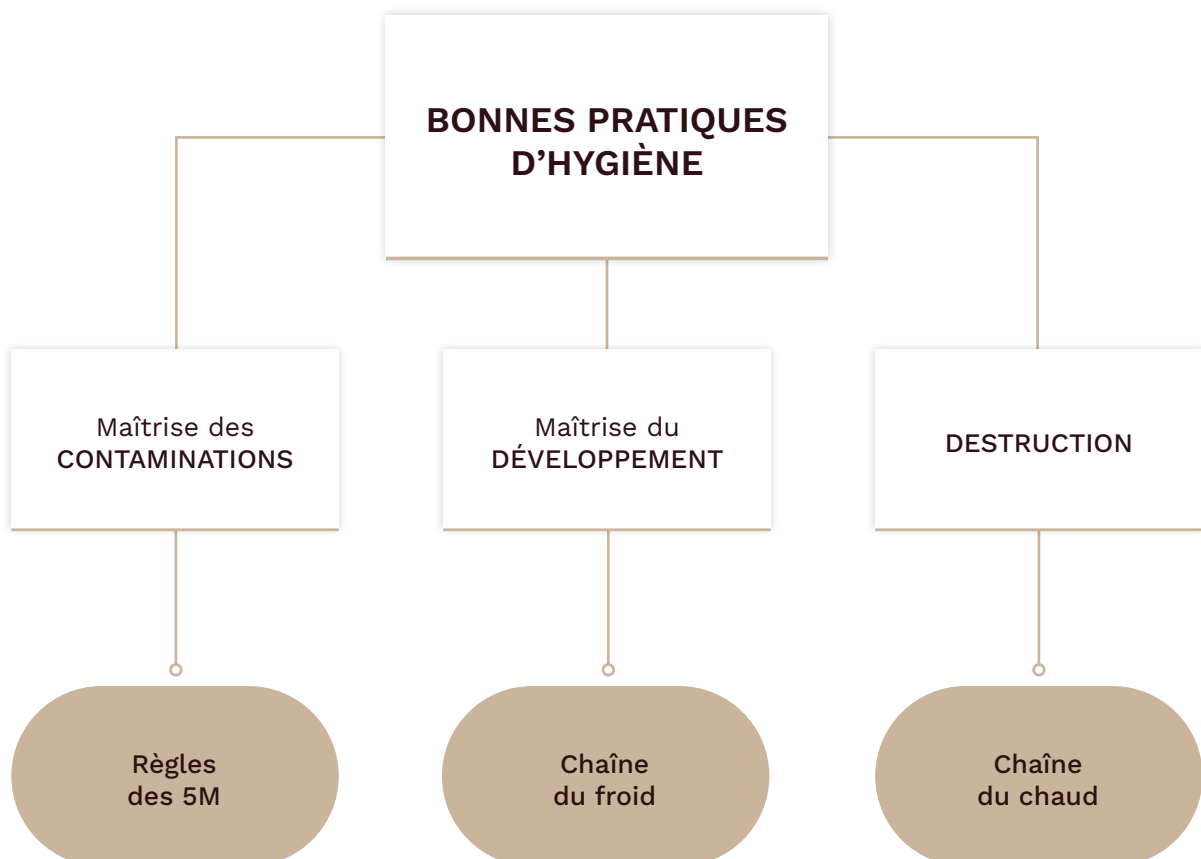 BONNES PRATIQUES
D’HYGIÈNE
Maîtrise des
CONTAMINATIONS
Maîtrise du
DÉVELOPPEMENT
DESTRUCTION
Règles
des 5M
Chaîne
du froid
Chaîne
du chaud